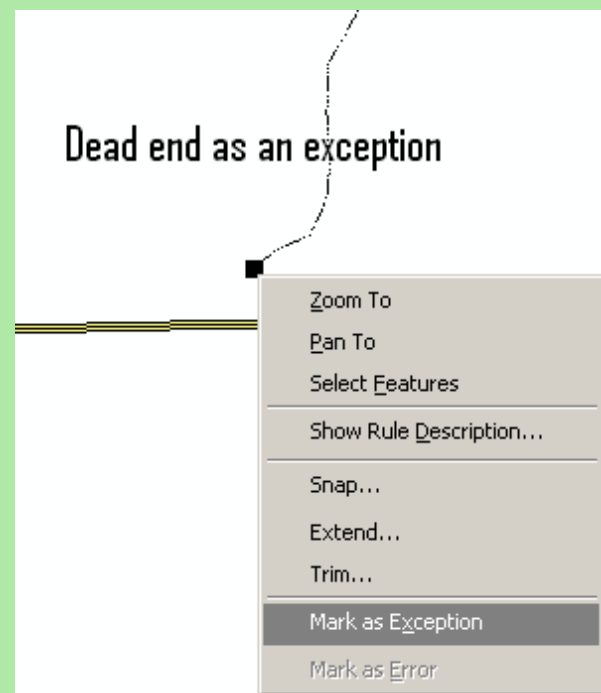 Dead end as an exception
Zoom To
Pan To
Select Features
Show Rule Description...
Snap...
Extend...
Trim...
Mark as Exception
Mark as Error